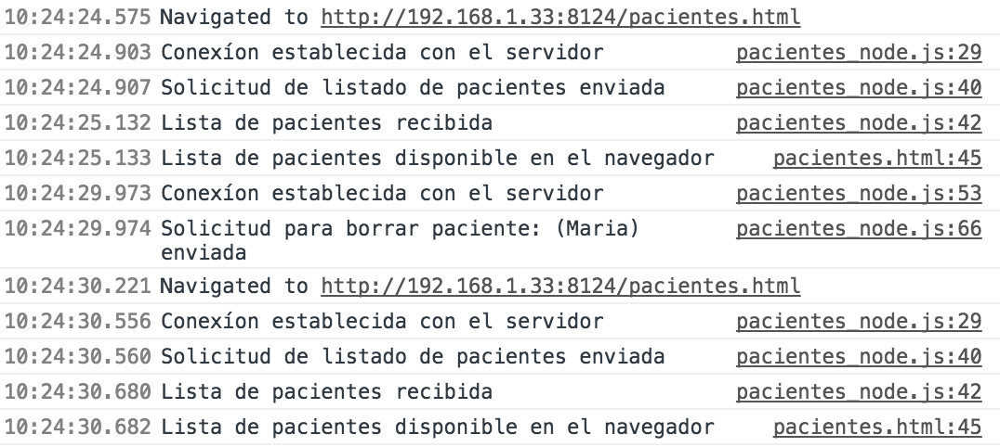 10:24:24.575 Navigated to http://192.168.1.33:8124/pacientes.html
10:24:24.903 Conexíon establecida con el servidor pacientes_node.js:29
10:24:24.907 Solicitud de listado de pacientes enviada pacientes_node.js:40
10:24:25.132 Lista de pacientes recibida pacientes_node.js:42
10:24:25.133 Lista de pacientes disponible en el navegador pacientes.html:45
10:24:29.973 Conexíon establecida con el servidor pacientes_node.js:53
10:24:29.974 Solicitud para borrar paciente: (Maria) pacientes_node.js:66
enviada
10:24:30.221 Navigated to http://192.168.1.33:8124/pacientes.html
10:24:30.556 Conexíon establecida con el servidor pacientes_node.js:29
10:24:30.560 Solicitud de listado de pacientes enviada pacientes_node.js:40
10:24:30.680 Lista de pacientes recibida pacientes_node.js:42
10:24:30.682 Lista de pacientes disponible en el navegador pacientes.html:45